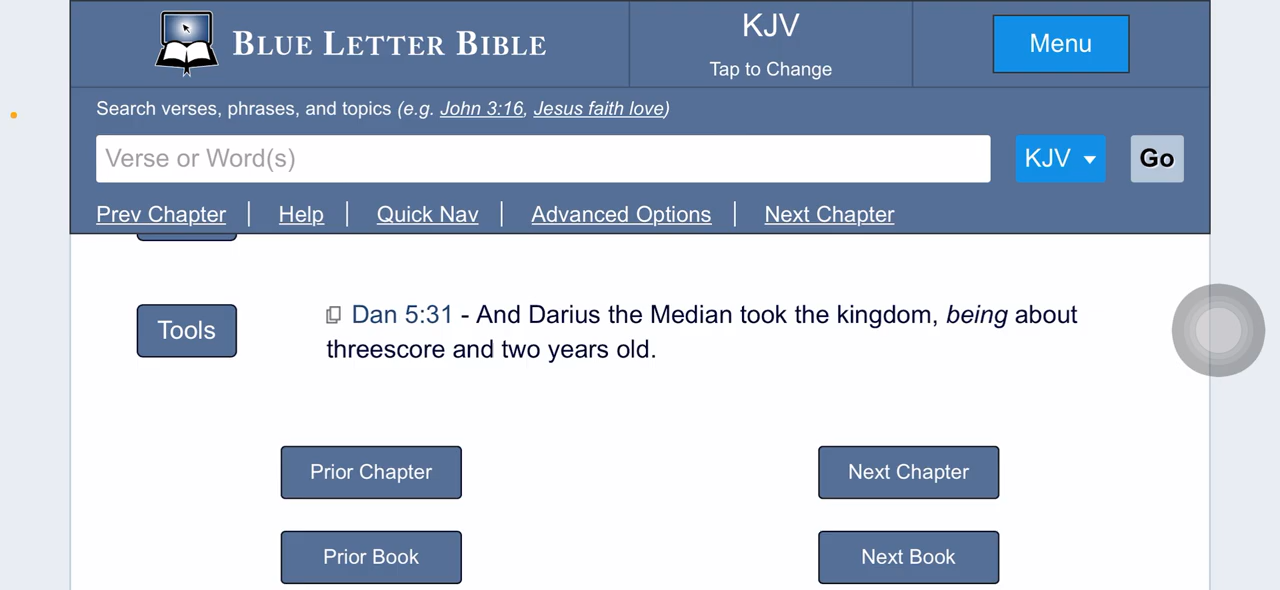 BLUE LETTER BIBLE
KJV
Tap to Change
Menu
Search verses, phrases, and topics (e.g. John 3:16, Jesus faith love)
Verse or Word(s)
KJV
Go
Prev Chapter | Help | Quick Nav | Advanced Options | Next Chapter
Tools
Dan 5:31 - And Darius the Median took the kingdom, being about
threescore and two years old.
Prior Chapter
Next Chapter
Prior Book
Next Book